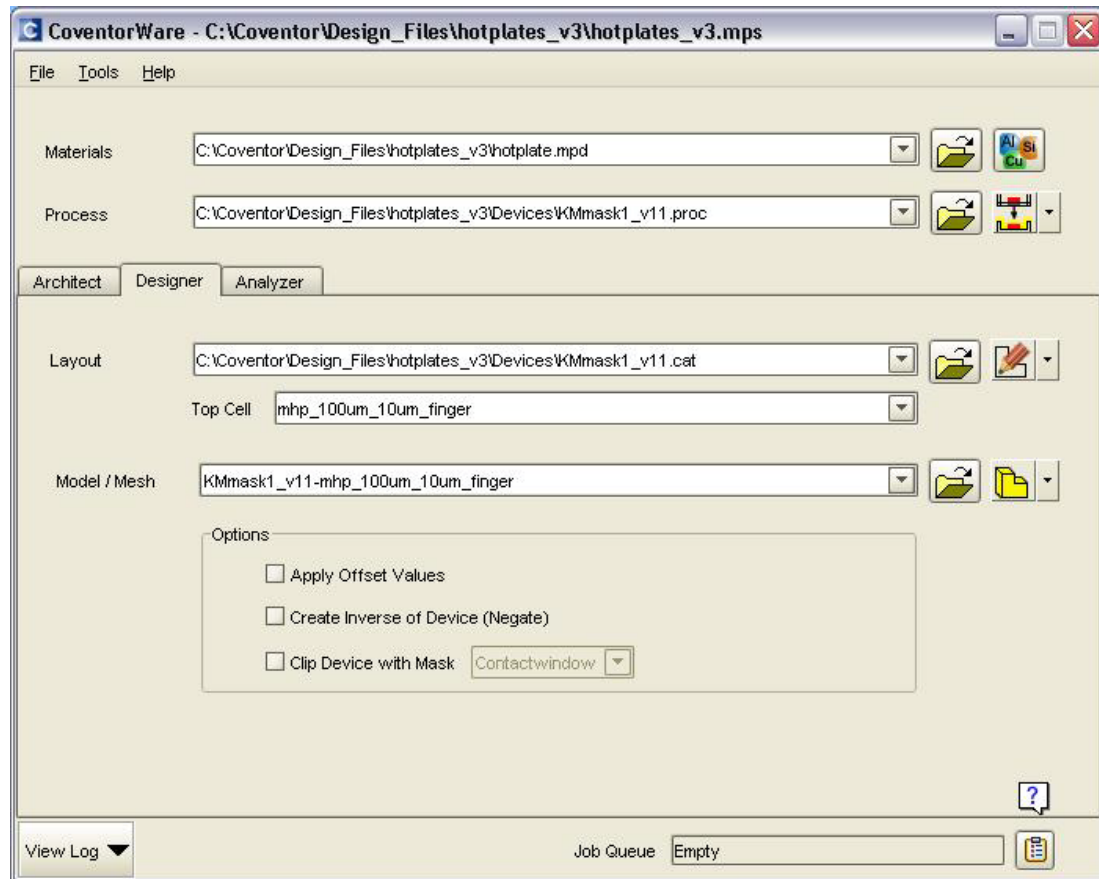 CoventorWare - C:\Coventor\Design_Files\hotplates_v3\hotplates_v3.mps
File Tools Help
Materials C:\Coventor\Design_Files\hotplates_v3\hotplate.mpd
Al Si Cu
Process C:\Coventor\Design_Files\hotplates_v3\Devices\KMmask1_v11.proc
Architect Designer Analyzer
Layout C:\Coventor\Design_Files\hotplates_v3\Devices\KMmask1_v11.cat
Top Cell mhp_100um_10um_finger
Model / Mesh KMmask1_v11-mhp_100um_10um_finger
Options
Apply Offset Values
Create Inverse of Device (Negate)
Clip Device with Mask Contactwindow
?
View Log Job Queue Empty